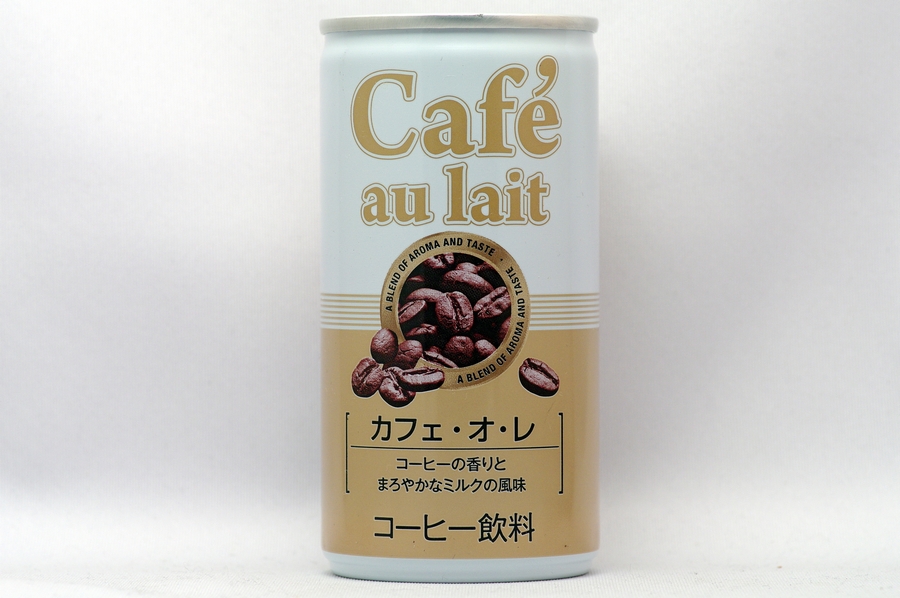 Café
au lait
A BLEND OF AROMA AND TASTE · A BLEND OF AROMA AND TASTE
カフェ・オ・レ
コーヒーの香りと
まろやかなミルクの風味
コーヒー飲料